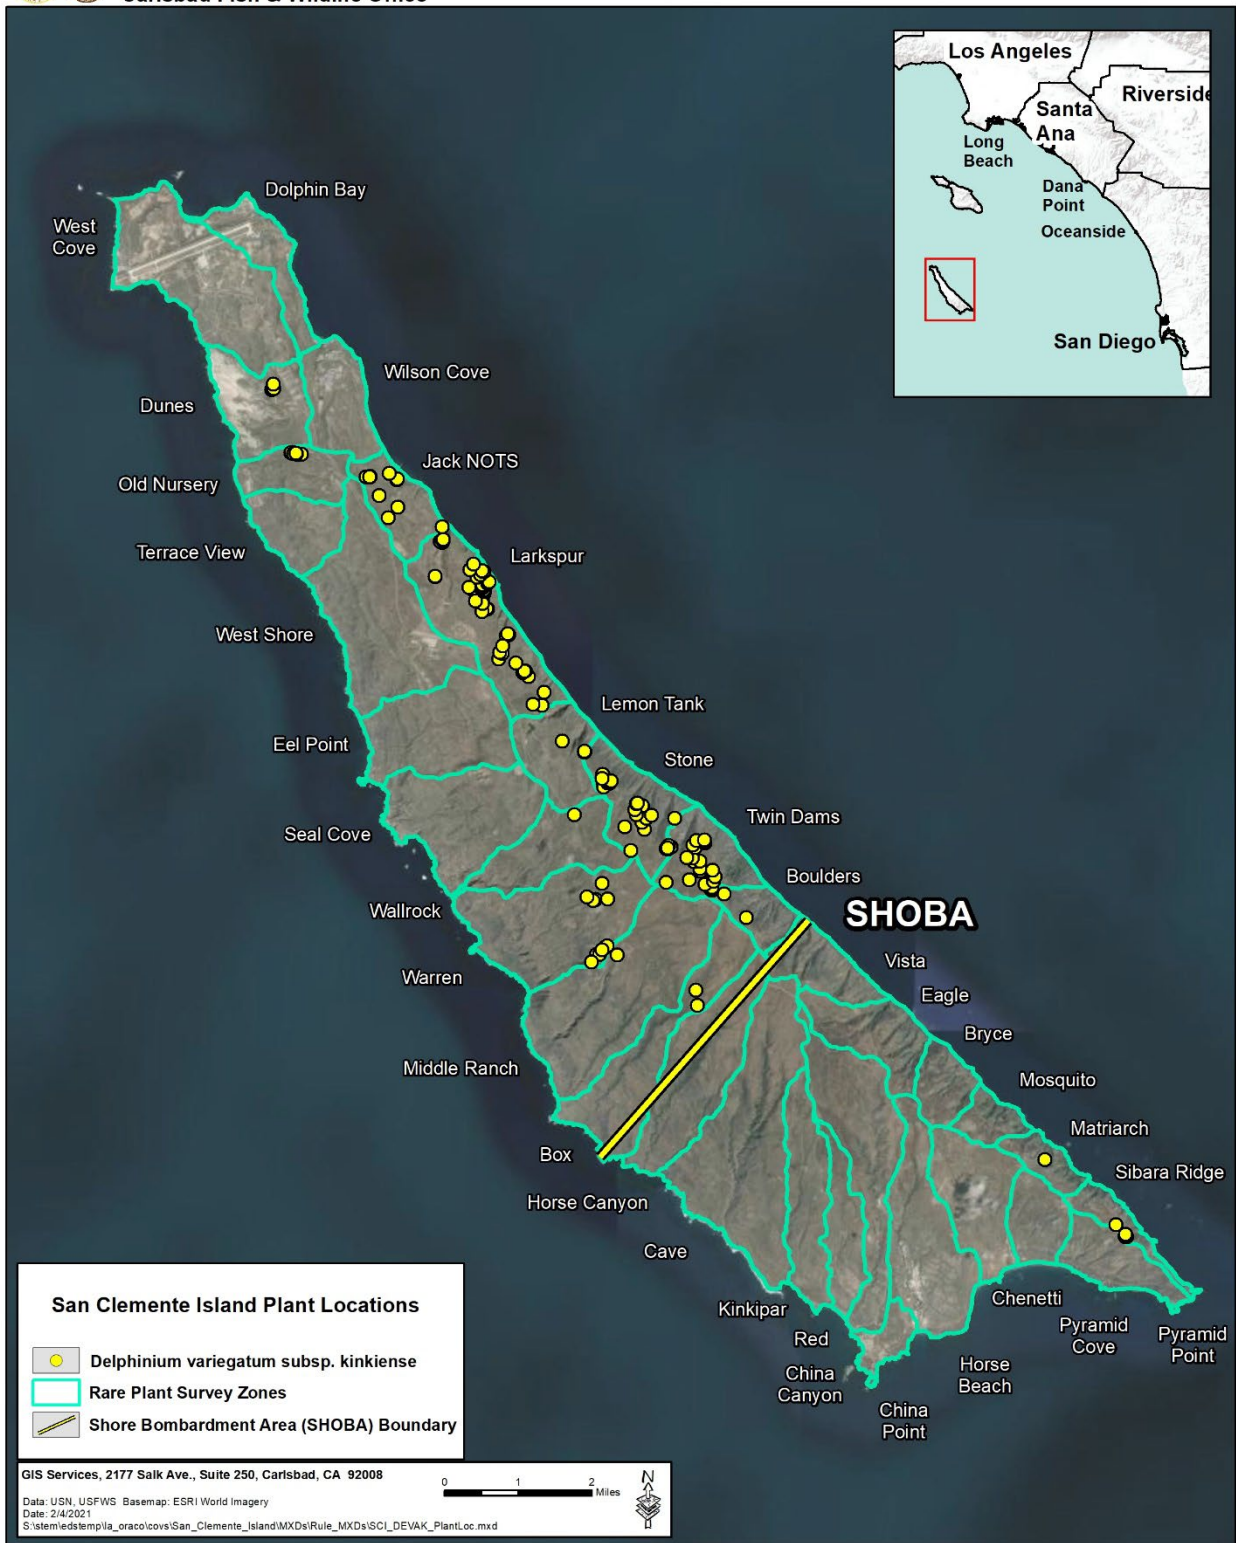 Carlsbad Fish & Wildlife Office
Los Angeles
Riverside
Santa
Ana
Long
Beach
Dana
Point
Oceanside
San Diego
Dolphin Bay
West
Cove
Wilson Cove
Dunes
Jack NOTS
Old Nursery
Terrace View
Larkspur
West Shore
Lemon Tank
Eel Point
Stone
Seal Cove
Twin Dams
Boulders
Wallrock
SHOBA
Warren
Vista
Eagle
Bryce
Middle Ranch
Mosquito
Matriarch
Box
Sibara Ridge
Horse Canyon
Cave
Kinkipar
Chenetti
Red
Pyramid
Cove
Pyramid
Point
China
Canyon
Horse
Beach
China
Point
San Clemente Island Plant Locations
Delphinium variegatum subsp. kinkiense
Rare Plant Survey Zones
Shore Bombardment Area (SHOBA) Boundary
GIS Services, 2177 Salk Ave., Suite 250, Carlsbad, CA 92008
0 1 2
Miles
N
Data: USN, USFWS Basemap: ESRI World Imagery
Date: 2/4/2021
S:\stem\edstemp\la_oraco\covs\San_Clemente_Island\MXDs\Rule_MXDs\SCI_DEVAK_PlantLoc.mxd